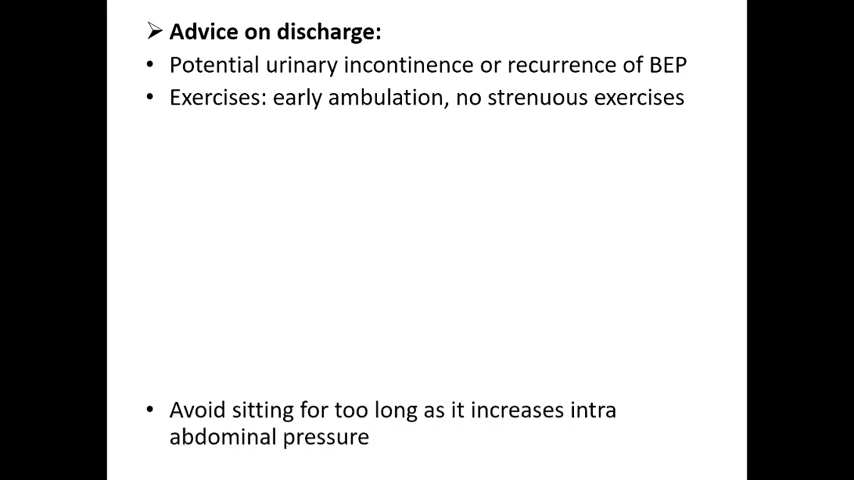 ➢ Advice on discharge:
• Potential urinary incontinence or recurrence of BEP
• Exercises: early ambulation, no strenuous exercises
• Avoid sitting for too long as it increases intra
abdominal pressure